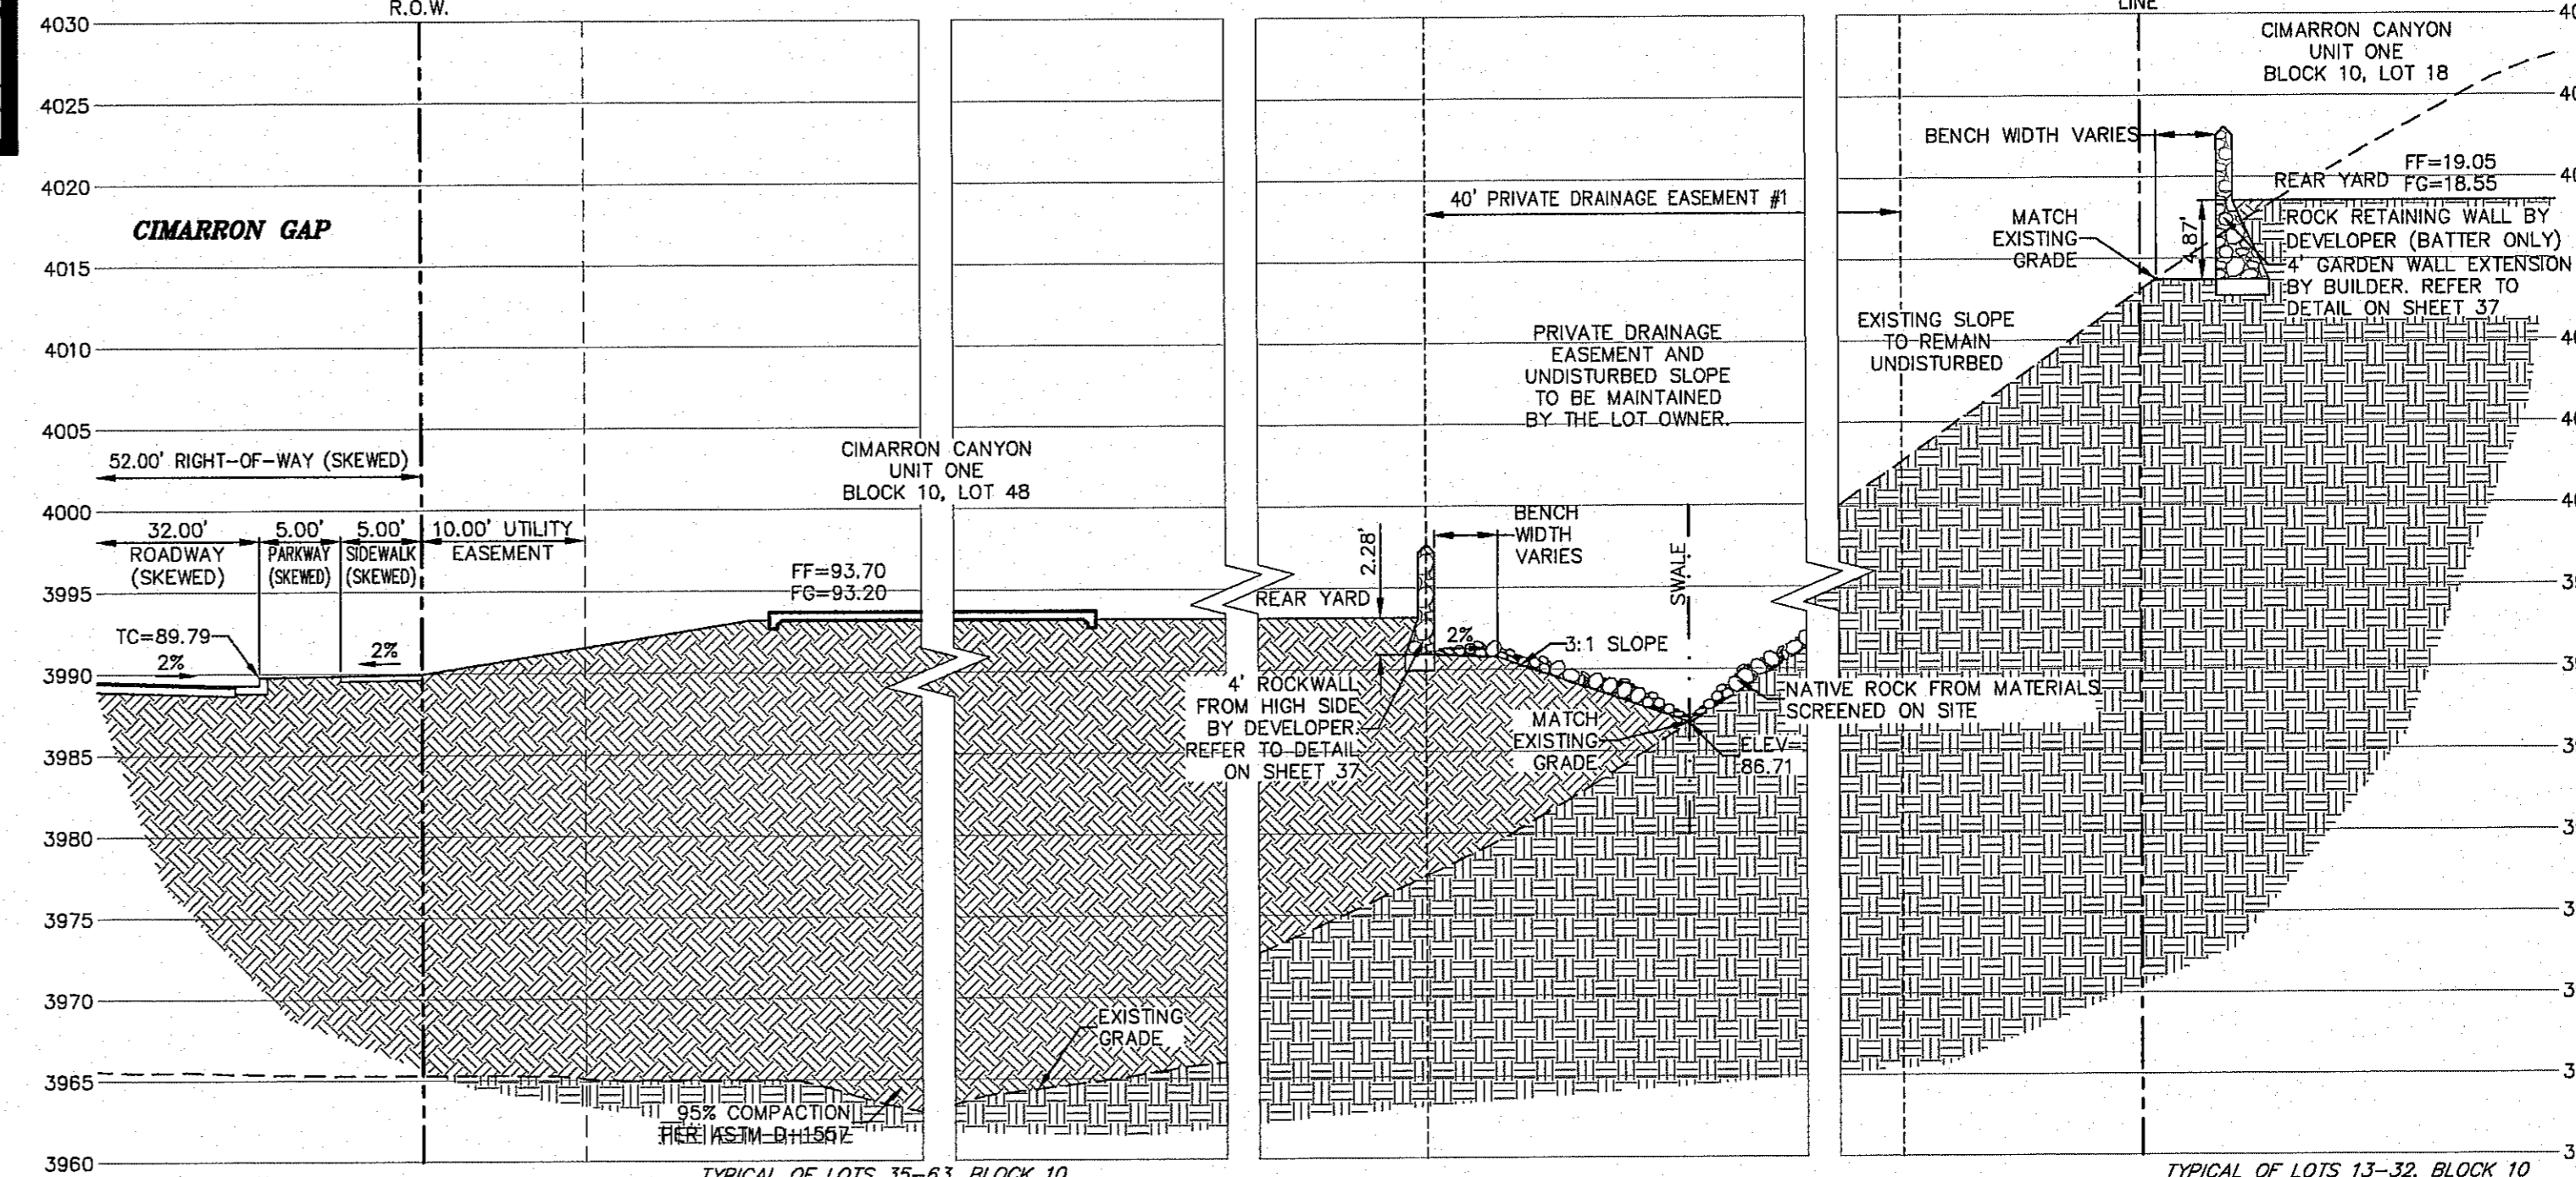 R.O.W.
LINE
4030
4025
4020
4015
4010
4005
4000
3995
3990
3985
3980
3975
3970
3965
3960
CIMARRON GAP
52.00' RIGHT-OF-WAY (SKEWED)
32.00'
ROADWAY
(SKEWED)
5.00'
PARKWAY
(SKEWED)
5.00'
SIDEWALK
(SKEWED)
10.00' UTILITY
EASEMENT
TC=89.79
2%
2%
CIMARRON CANYON
UNIT ONE
BLOCK 10, LOT 48
FF=93.70
FG=93.20
EXISTING
GRADE
95% COMPACTION
PER ASTM D-1557
TYPICAL OF LOTS 35-63, BLOCK 10
40' PRIVATE DRAINAGE EASEMENT #1
PRIVATE DRAINAGE
EASEMENT AND
UNDISTURBED SLOPE
TO BE MAINTAINED
BY THE LOT OWNER.
REAR YARD
2.28'
BENCH
WIDTH
VARIES
2%
3:1 SLOPE
SWALE
4' ROCKWALL
FROM HIGH SIDE
BY DEVELOPER.
REFER TO DETAIL
ON SHEET 37
MATCH
EXISTING
GRADE
ELEV=
86.71
NATIVE ROCK FROM MATERIALS
SCREENED ON SITE
CIMARRON CANYON
UNIT ONE
BLOCK 10, LOT 18
BENCH WIDTH VARIES
FF=19.05
REAR YARD FG=18.55
MATCH
EXISTING
GRADE
4.87'
ROCK RETAINING WALL BY
DEVELOPER (BATTER ONLY)
4' GARDEN WALL EXTENSION
BY BUILDER. REFER TO
DETAIL ON SHEET 37
EXISTING SLOPE
TO REMAIN
UNDISTURBED
TYPICAL OF LOTS 13-32, BLOCK 10